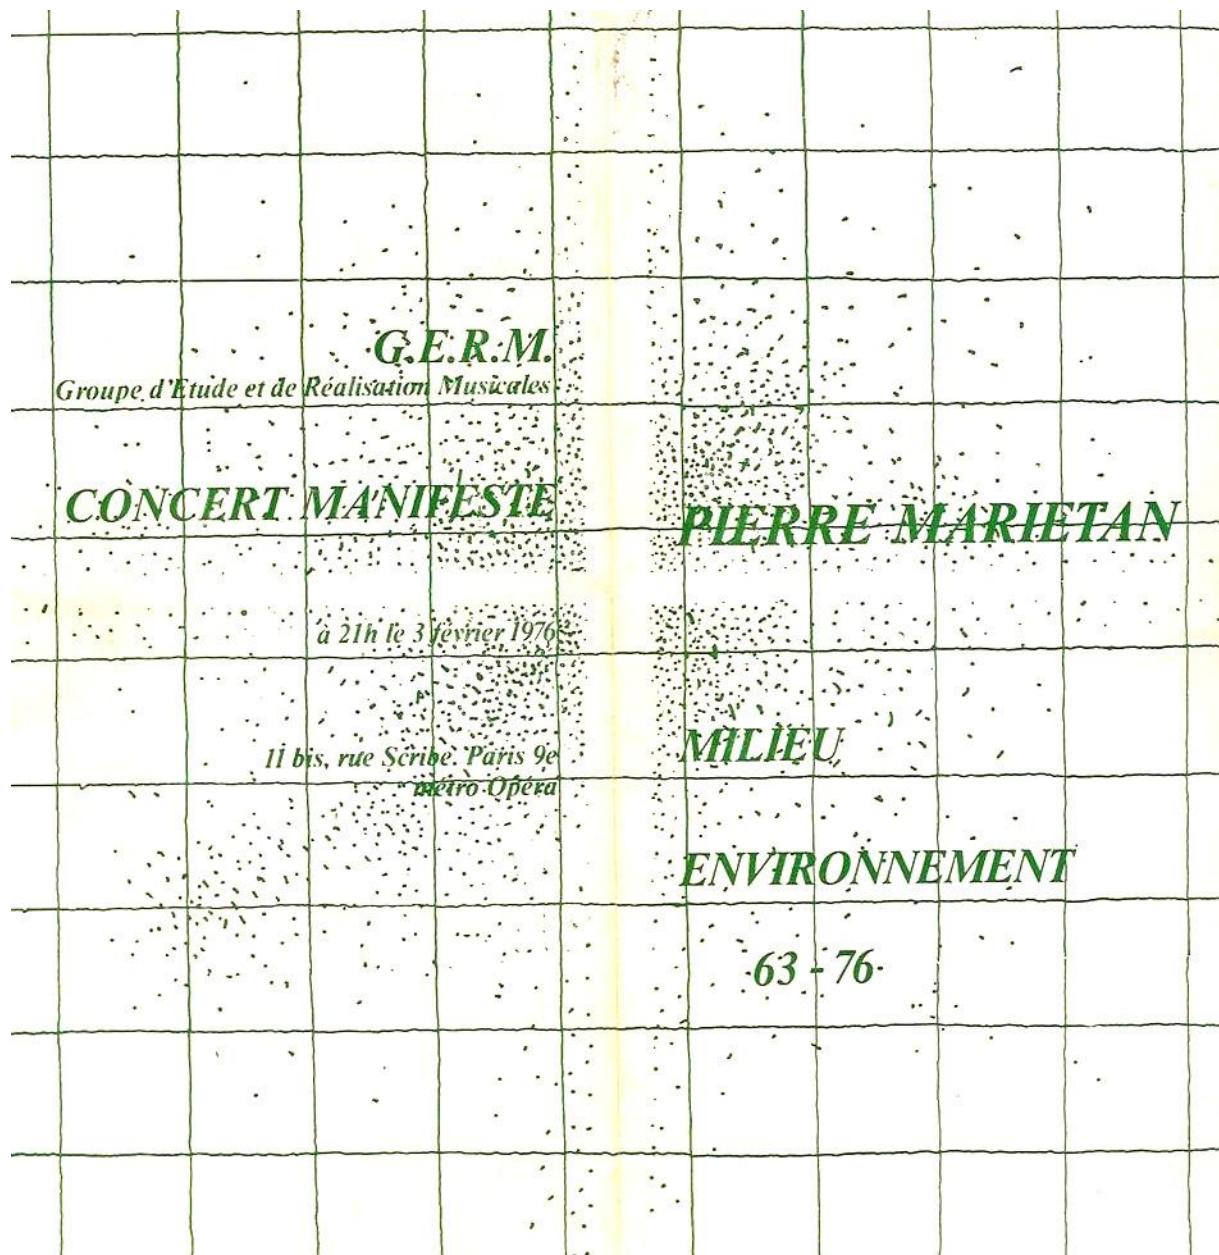 G.E.R.M.
Groupe d'Etude et de Réalisation Musicales
CONCERT MANIFESTE
à 21h le 3 février 1976
11 bis, rue Scribe. Paris 9e
métro Opéra
PIERRE MARIETAN
MILIEU
ENVIRONNEMENT
63 - 76